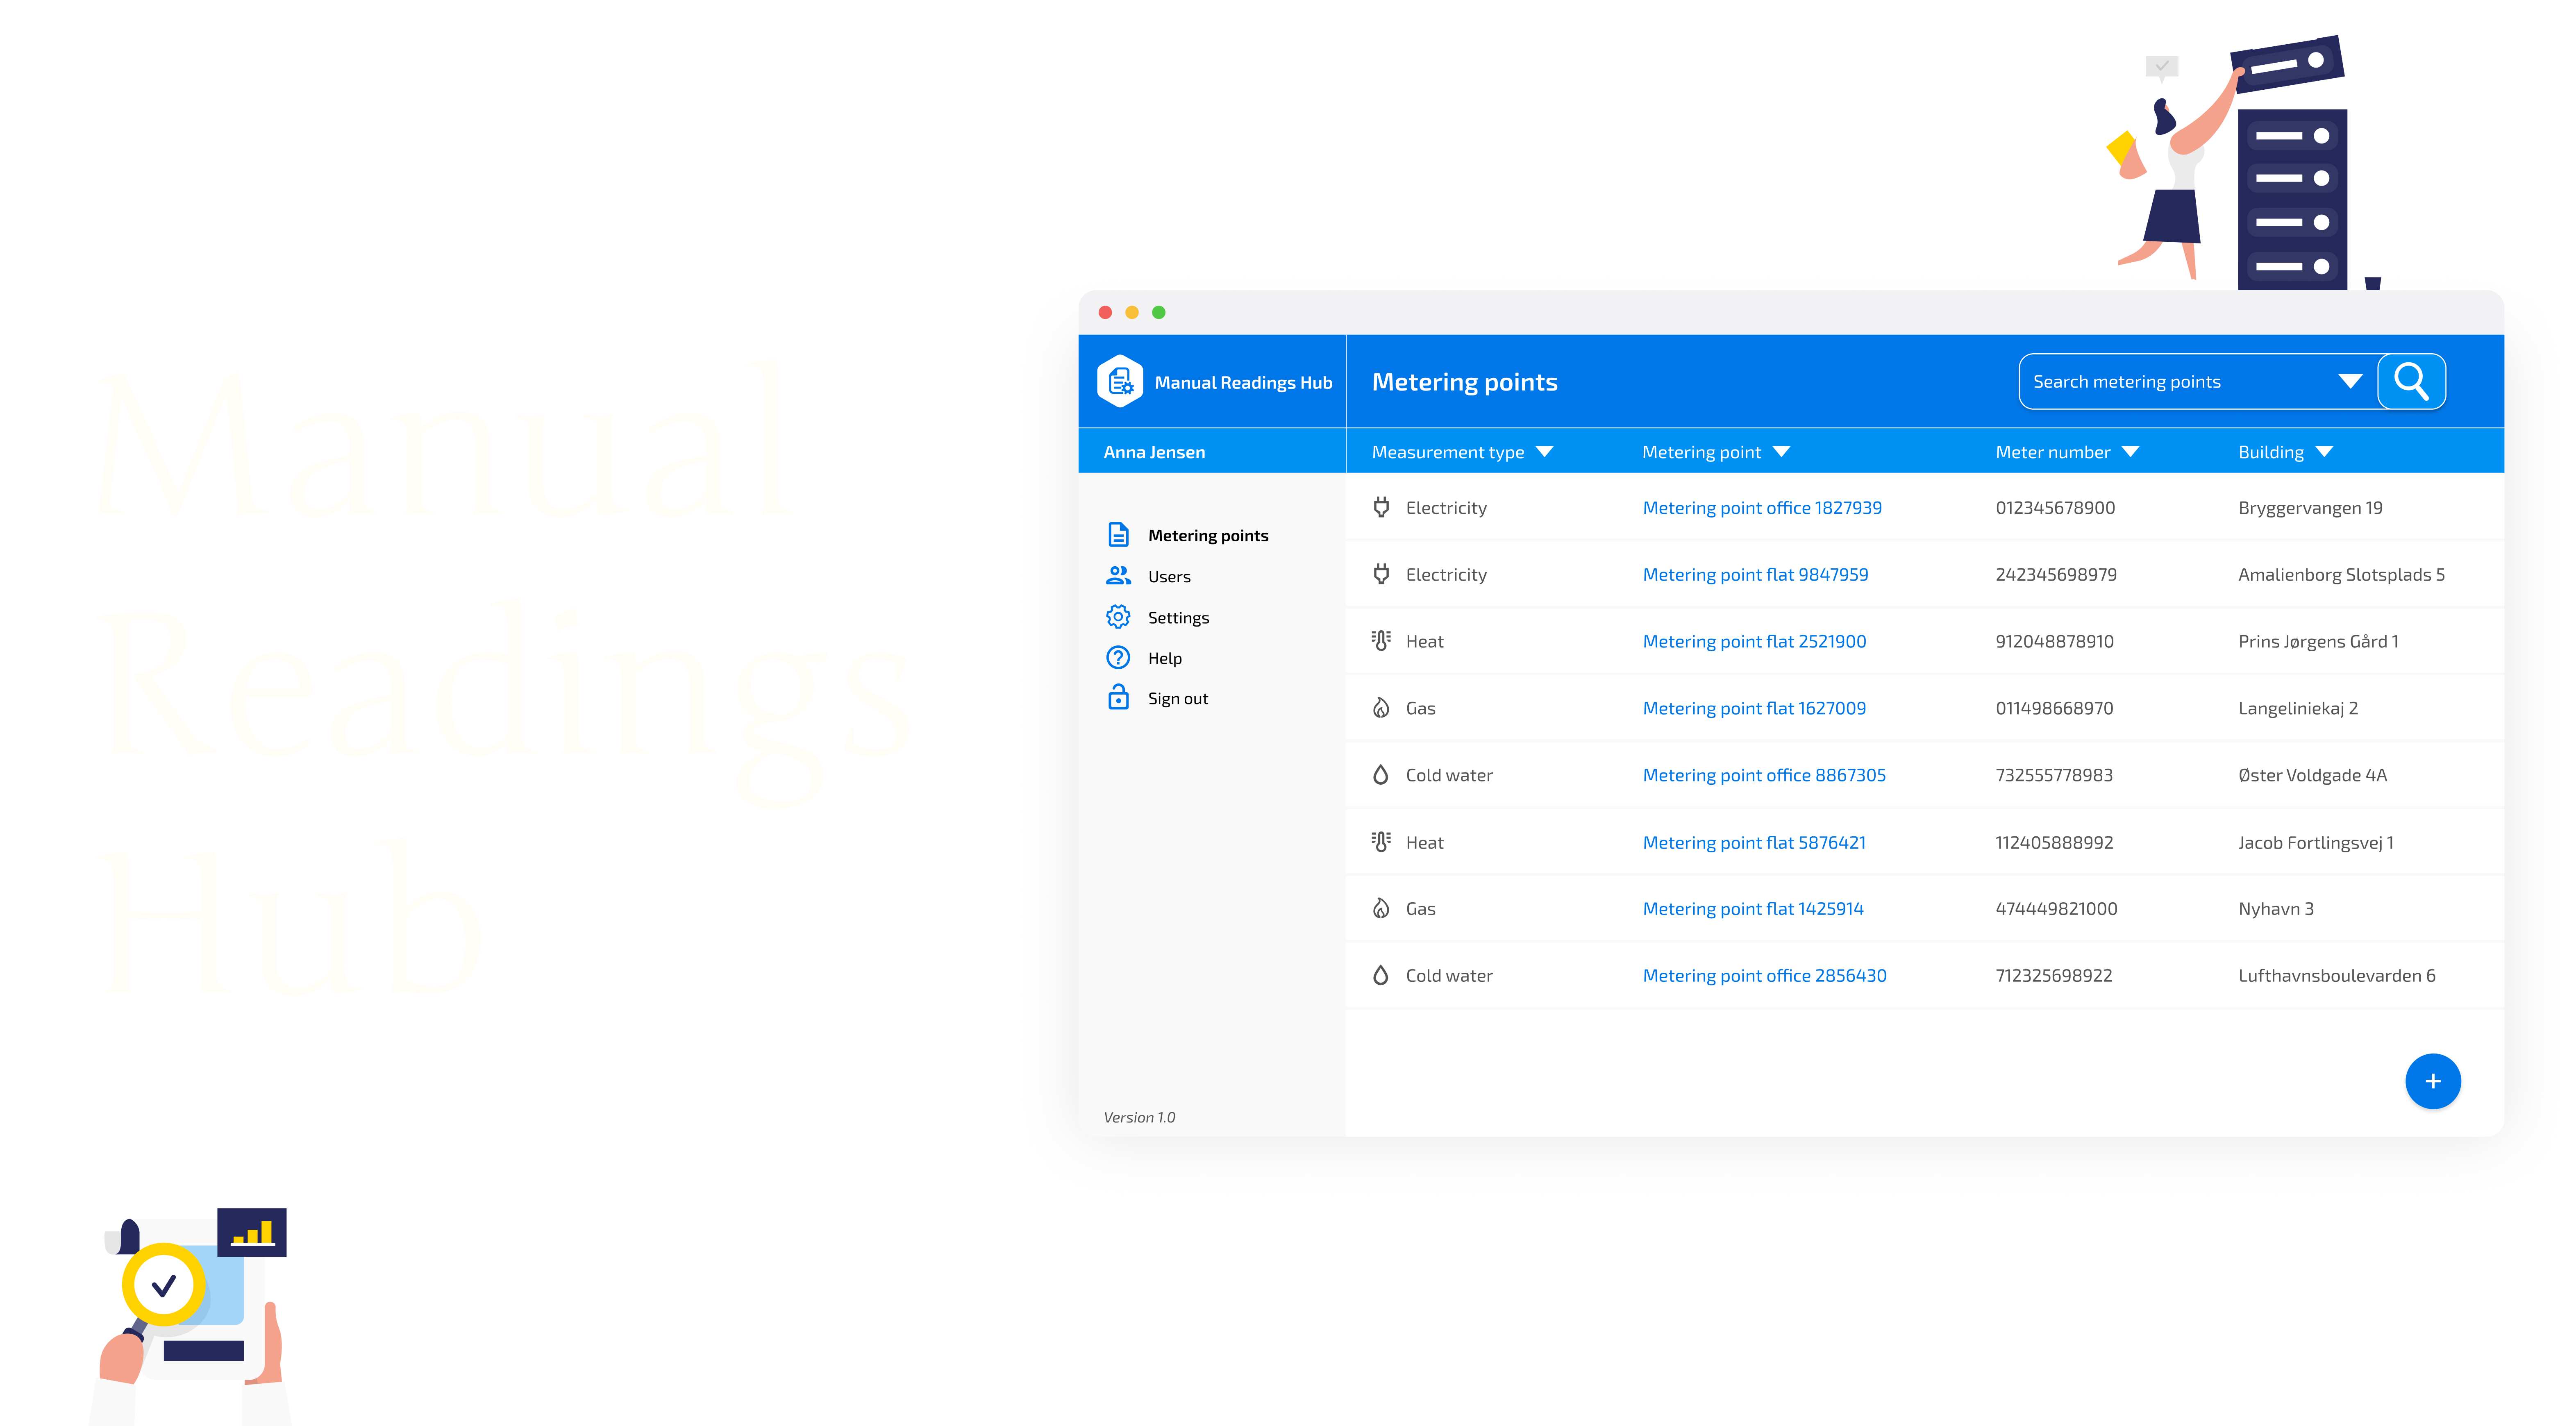 Manual
Readings
Hub
Manual Readings Hub
Metering points
Search metering points
Anna Jensen
Measurement type Metering point Meter number Building
Metering points
Users
Settings
Help
Sign out
Version 1.0
Electricity Metering point office 1827939 012345678900 Bryggervangen 19
Electricity Metering point flat 9847959 242345698979 Amalienborg Slotsplads 5
Heat Metering point flat 2521900 912048878910 Prins Jørgens Gård 1
Gas Metering point flat 1627009 011498668970 Langeliniekaj 2
Cold water Metering point office 8867305 732555778983 Øster Voldgade 4A
Heat Metering point flat 5876421 112405888992 Jacob Fortlingsvej 1
Gas Metering point flat 1425914 474449821000 Nyhavn 3
Cold water Metering point office 2856430 712325698922 Lufthavnsboulevarden 6
+